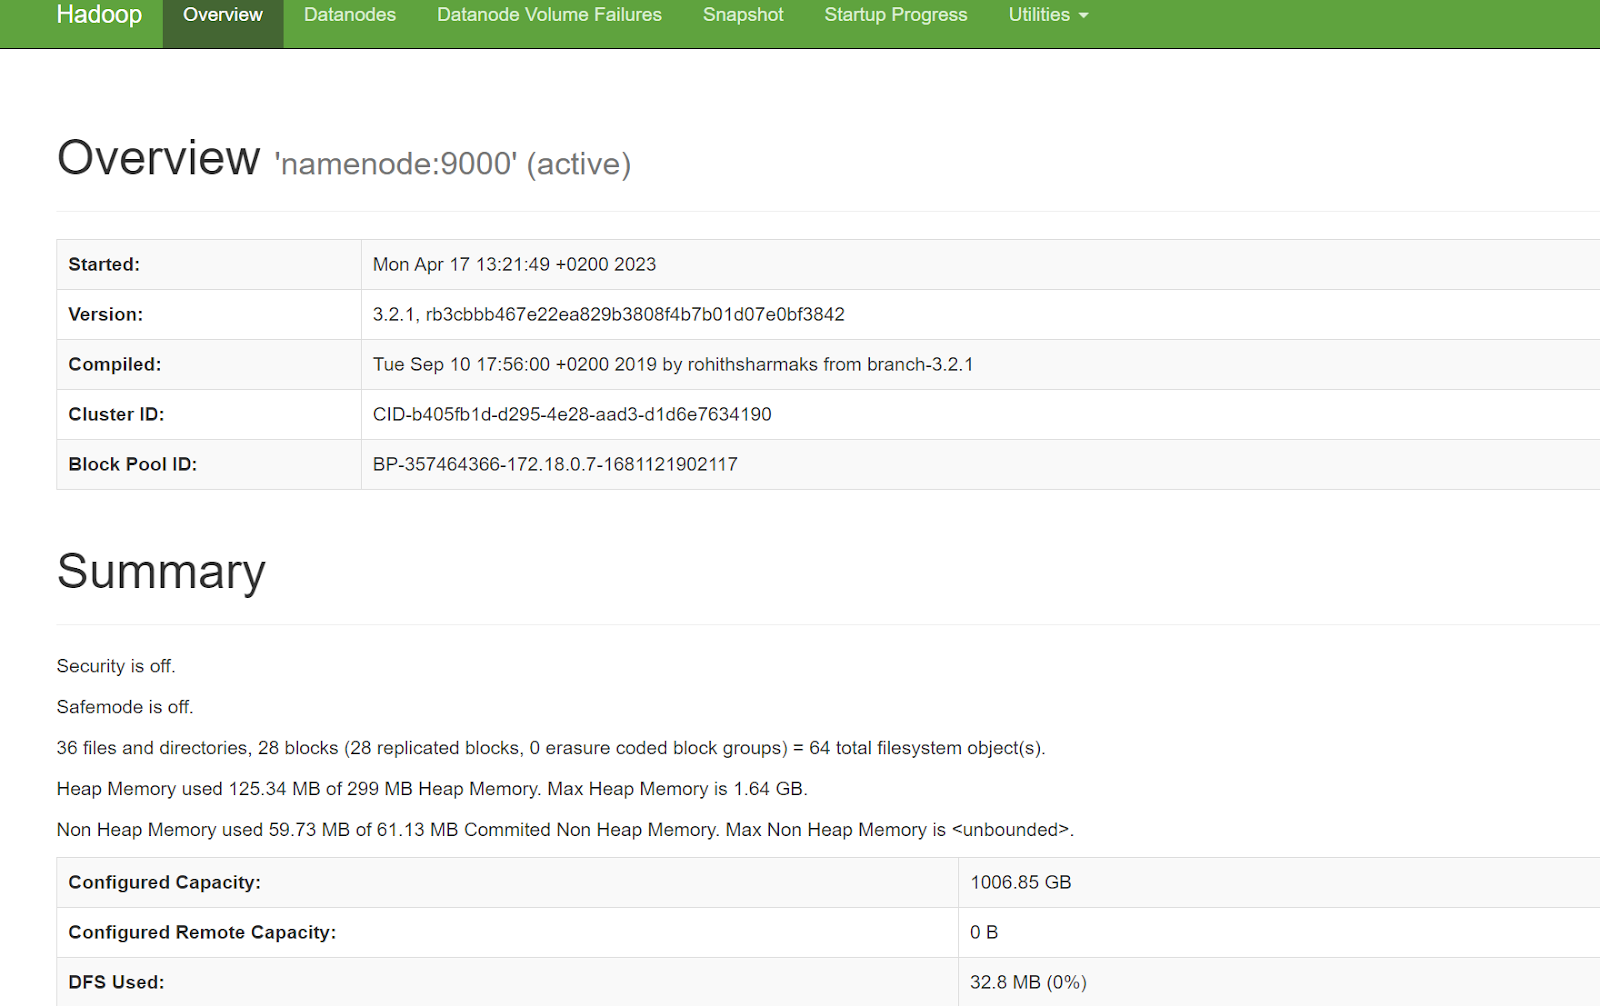 Hadoop Overview Datanodes Datanode Volume Failures Snapshot Startup Progress Utilities
Overview 'namenode:9000' (active)
Started: Mon Apr 17 13:21:49 +0200 2023
Version: 3.2.1, rb3cbbb467e22ea829b3808f4b7b01d07e0bf3842
Compiled: Tue Sep 10 17:56:00 +0200 2019 by rohithsharmaks from branch-3.2.1
Cluster ID: CID-b405fb1d-d295-4e28-aad3-d1d6e7634190
Block Pool ID: BP-357464366-172.18.0.7-1681121902117
Summary
Security is off.
Safemode is off.
36 files and directories, 28 blocks (28 replicated blocks, 0 erasure coded block groups) = 64 total filesystem object(s).
Heap Memory used 125.34 MB of 299 MB Heap Memory. Max Heap Memory is 1.64 GB.
Non Heap Memory used 59.73 MB of 61.13 MB Commited Non Heap Memory. Max Non Heap Memory is <unbounded>.
Configured Capacity: 1006.85 GB
Configured Remote Capacity: 0 B
DFS Used: 32.8 MB (0%)